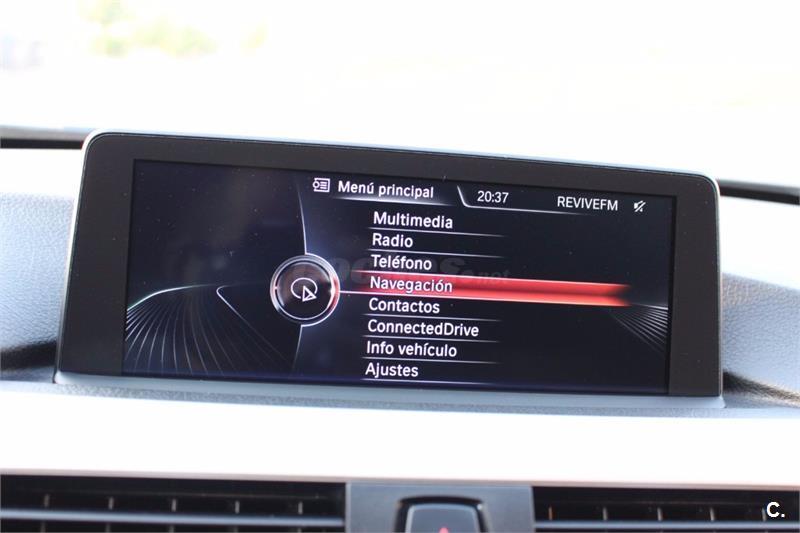 Menú principal
20:37
REVIVEFM
Multimedia
Radio
Teléfono
Navegación
Contactos
ConnectedDrive
Info vehículo
Ajustes
C.